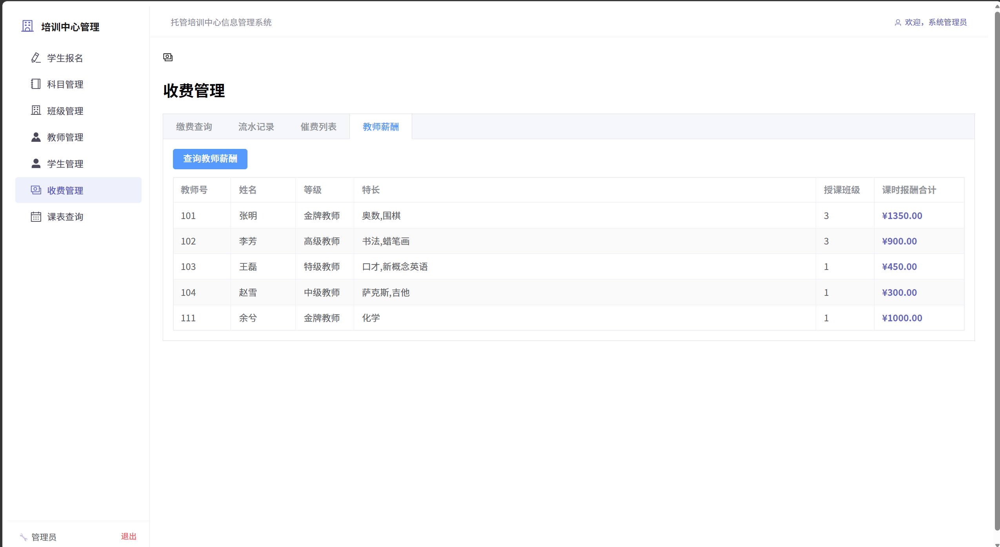 培训中心管理
学生报名
科目管理
班级管理
教师管理
学生管理
收费管理
课表查询
管理员 退出
托管培训中心信息管理系统 欢迎，系统管理员
收费管理
缴费查询 流水记录 催费列表 教师薪酬
查询教师薪酬
教师号 姓名 等级 特长 授课班级 课时报酬合计
101 张明 金牌教师 奥数,围棋 3 ¥1350.00
102 李芳 高级教师 书法,蜡笔画 3 ¥900.00
103 王磊 特级教师 口才,新概念英语 1 ¥450.00
104 赵雪 中级教师 萨克斯,吉他 1 ¥300.00
111 余兮 金牌教师 化学 1 ¥1000.00